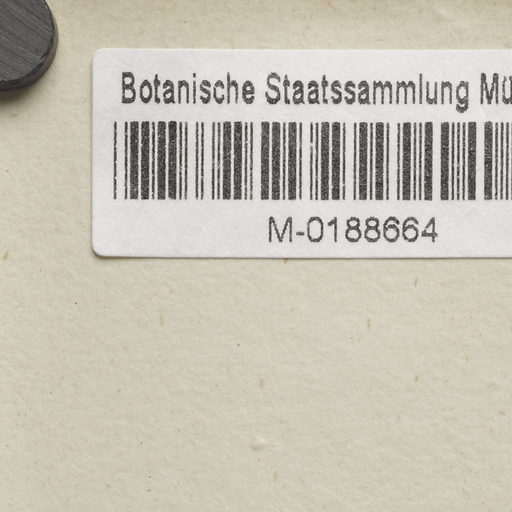 Botanische Staatssammlung Mü
M-0188664